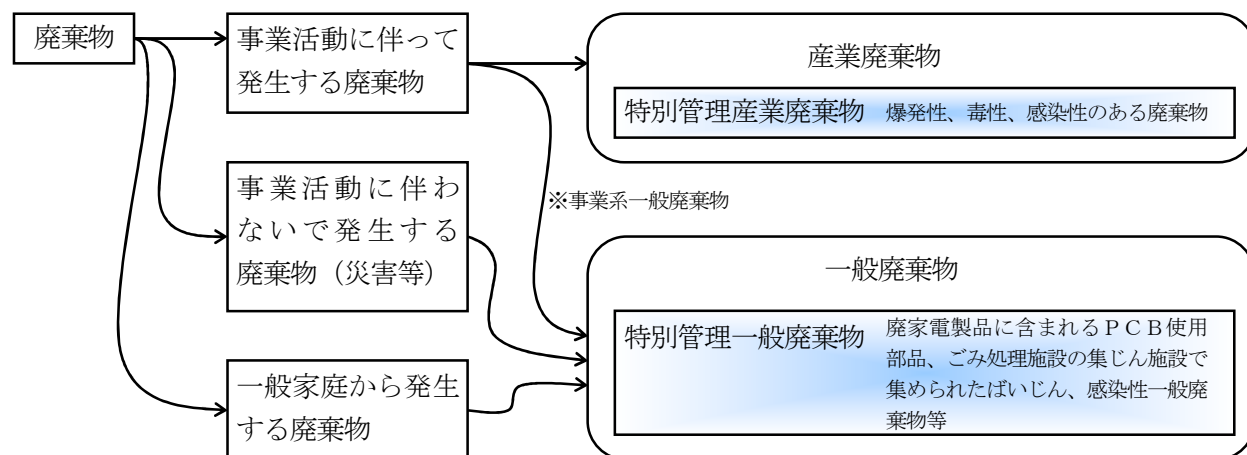 廃棄物
事業活動に伴って
発生する廃棄物
産業廃棄物
特別管理産業廃棄物 爆発性、毒性、感染性のある廃棄物
事業活動に伴わ
ないで発生する
廃棄物（災害等）
※事業系一般廃棄物
一般廃棄物
特別管理一般廃棄物
廃家電製品に含まれるＰＣＢ使用
部品、ごみ処理施設の集じん施設で
集められたばいじん、感染性一般廃
棄物等
一般家庭から発生
する廃棄物